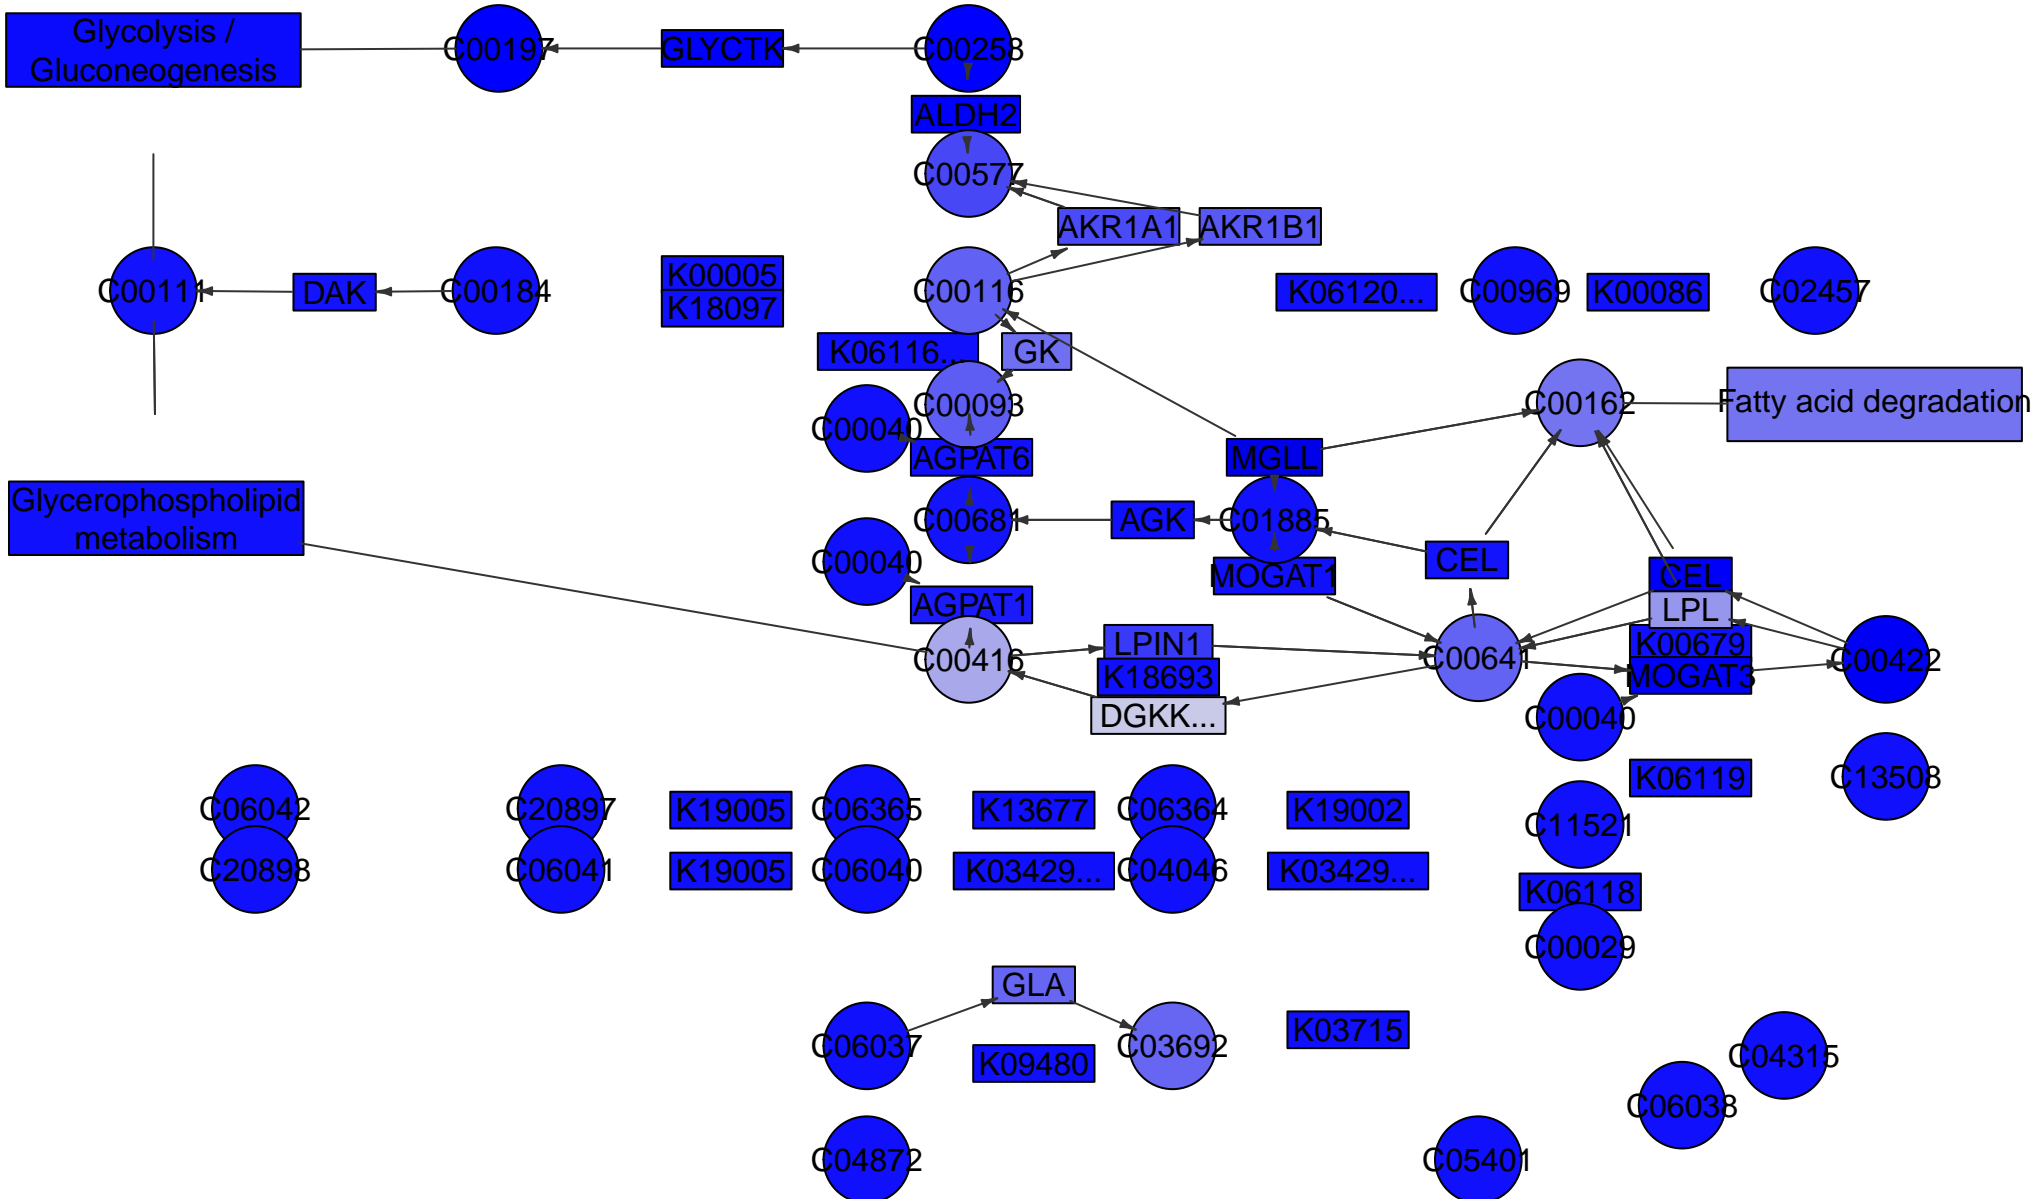 Glycolysis /
Gluconeogenesis
C00197
GLYCTK
C00258
ALDH2
C00577
AKR1A1
AKR1B1
C00111
DAK
C00184
K00005
K18097
C00116
K06120...
C00969
K00086
C02457
K06116...
GK
C00093
C00040
AGPAT6
C00162
Fatty acid degradation
MGLL
Glycerophospholipid
metabolism
C00681
AGK
C01885
C00040
AGPAT1
MOGAT1
CEL
CEL
LPL
K00679
MOGAT3
C00416
LPIN1
K18693
DGKK...
C00641
C00422
C00040
K06119
C13508
C06042
C20897
K19005
C06365
K13677
C06364
K19002
C11521
C20898
C06041
K19005
C06040
K03429...
C04046
K03429...
K06118
C00029
GLA
C06037
K09480
C03692
K03715
C04315
C06038
C04872
C05401